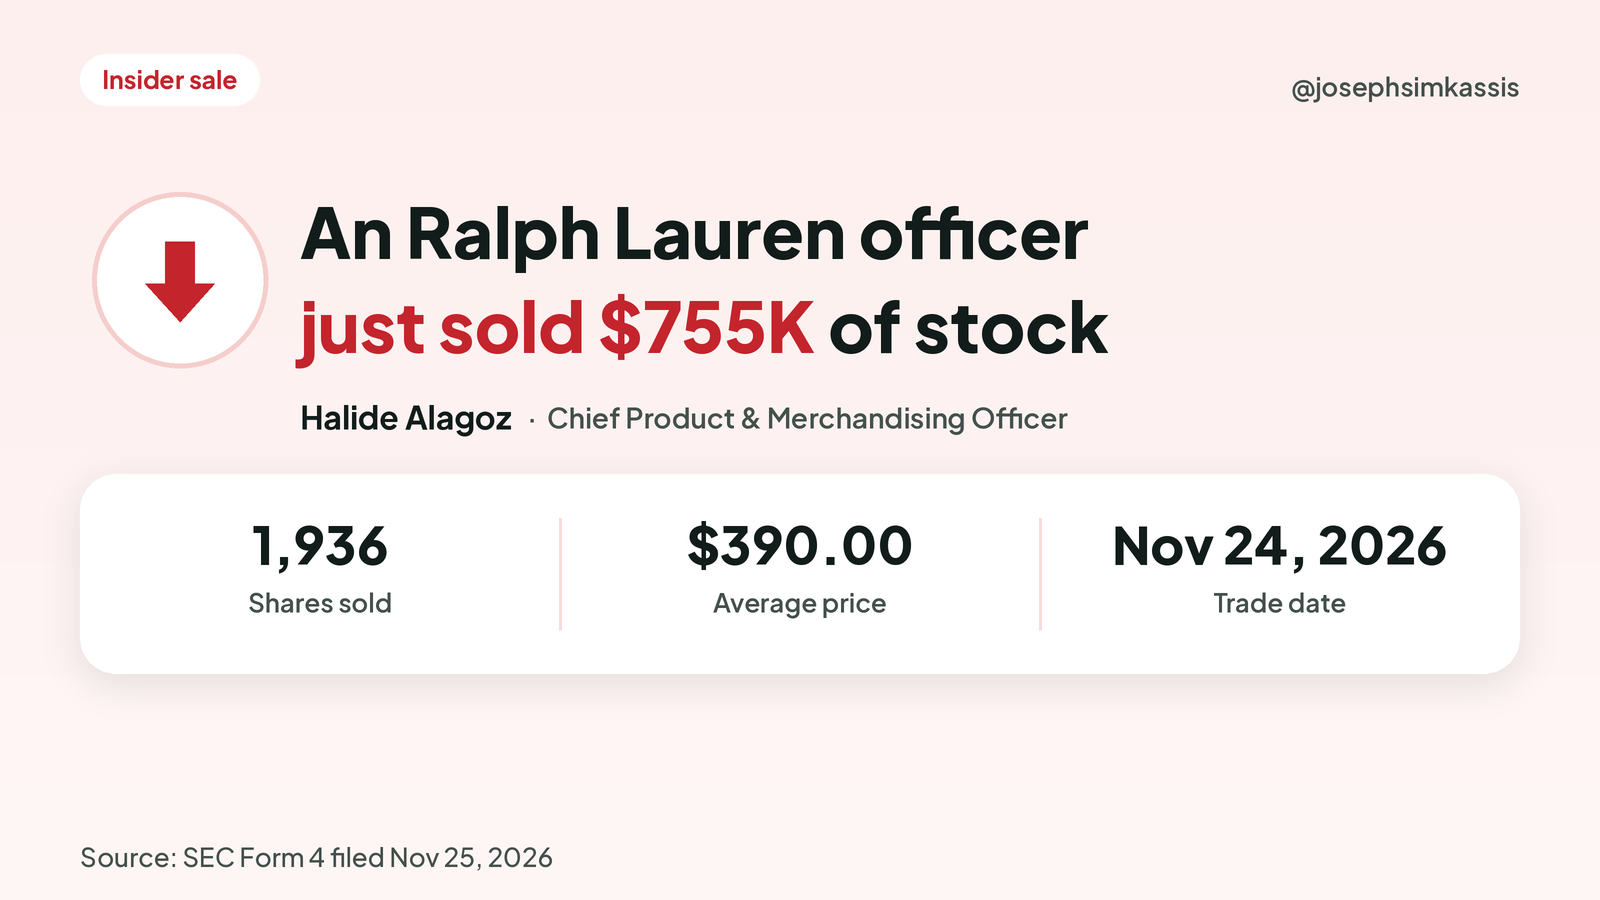 Insider sale
@josephsimkassis
An Ralph Lauren officer
just sold $755K of stock
Halide Alagoz · Chief Product & Merchandising Officer
1,936
Shares sold
$390.00
Average price
Nov 24, 2026
Trade date
Source: SEC Form 4 filed Nov 25, 2026